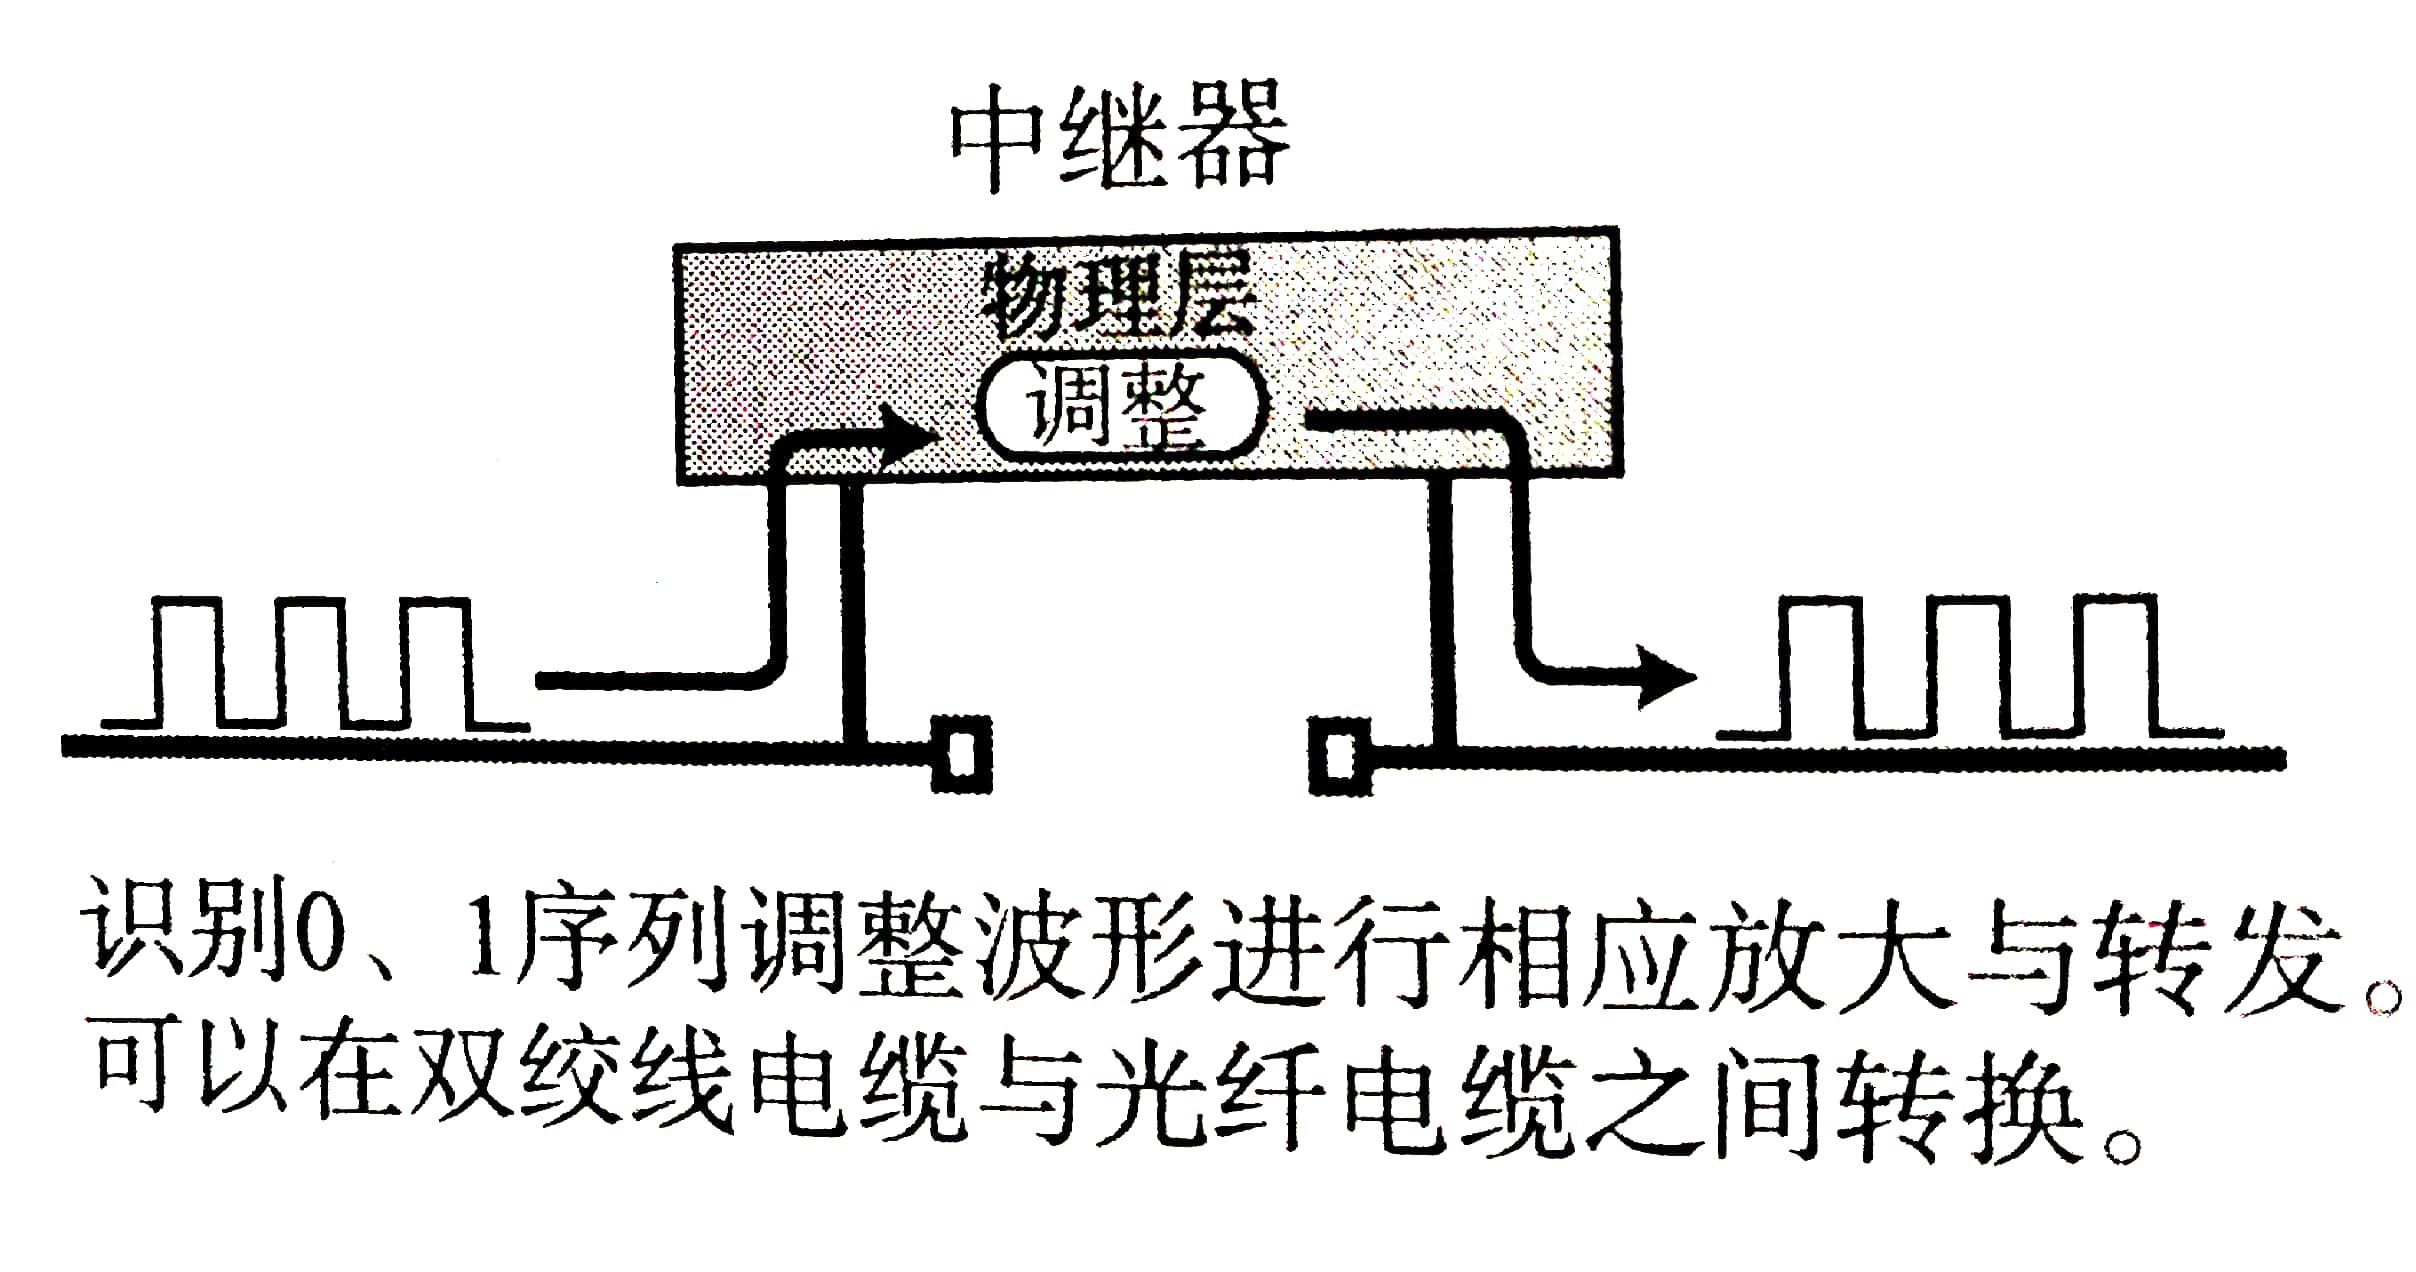 中继器
物理层
调整
识别0、1序列调整波形进行相应放大与转发。
可以在双绞线电缆与光纤电缆之间转换。